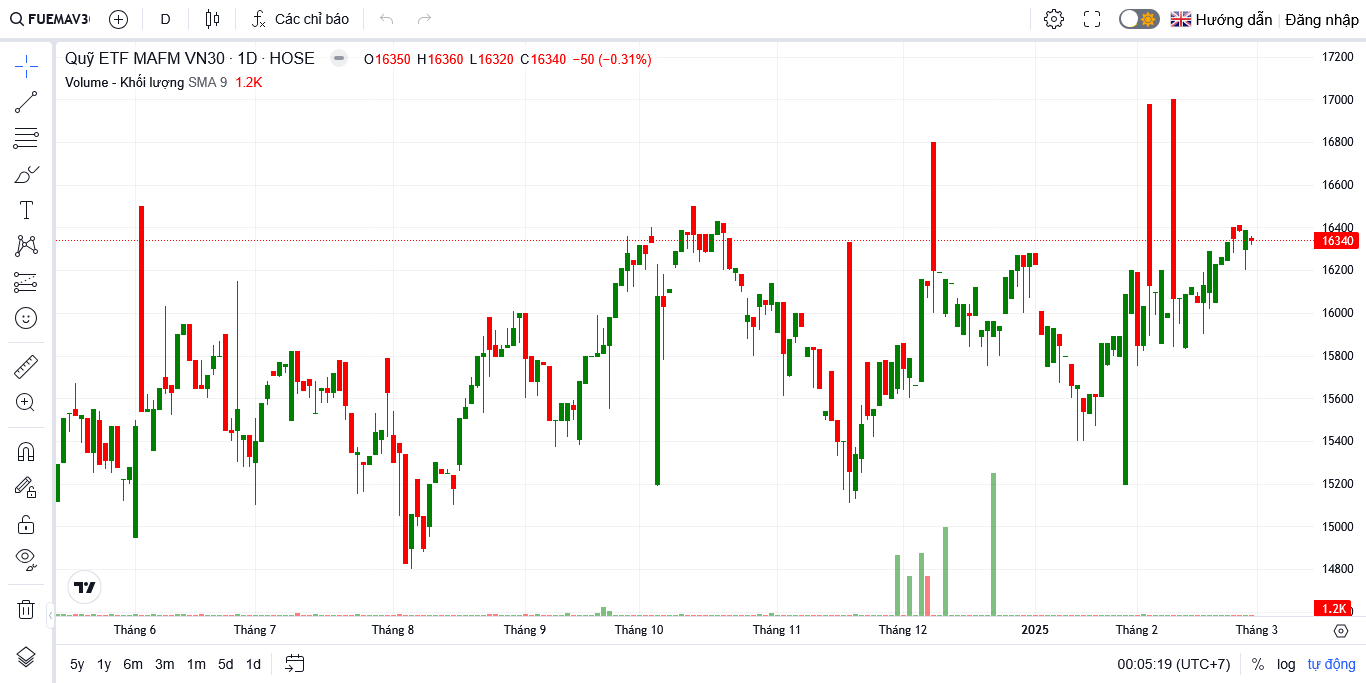 FUEMAV3 D Các chỉ báo Hướng dẫn Đăng nhập
Quỹ ETF MAFM VN30 · 1D · HOSE O16350 H16360 L16320 C16340 −50 (−0.31%)
Volume - Khối lượng SMA 9 1.2K
17200
17000
16800
16600
16400
16340
16200
16000
15800
15600
15400
15200
15000
14800
1.2K
Tháng 6 Tháng 7 Tháng 8 Tháng 9 Tháng 10 Tháng 11 Tháng 12 2025 Tháng 2 Tháng 3
5y 1y 6m 3m 1m 5d 1d 00:05:19 (UTC+7) % log tự động